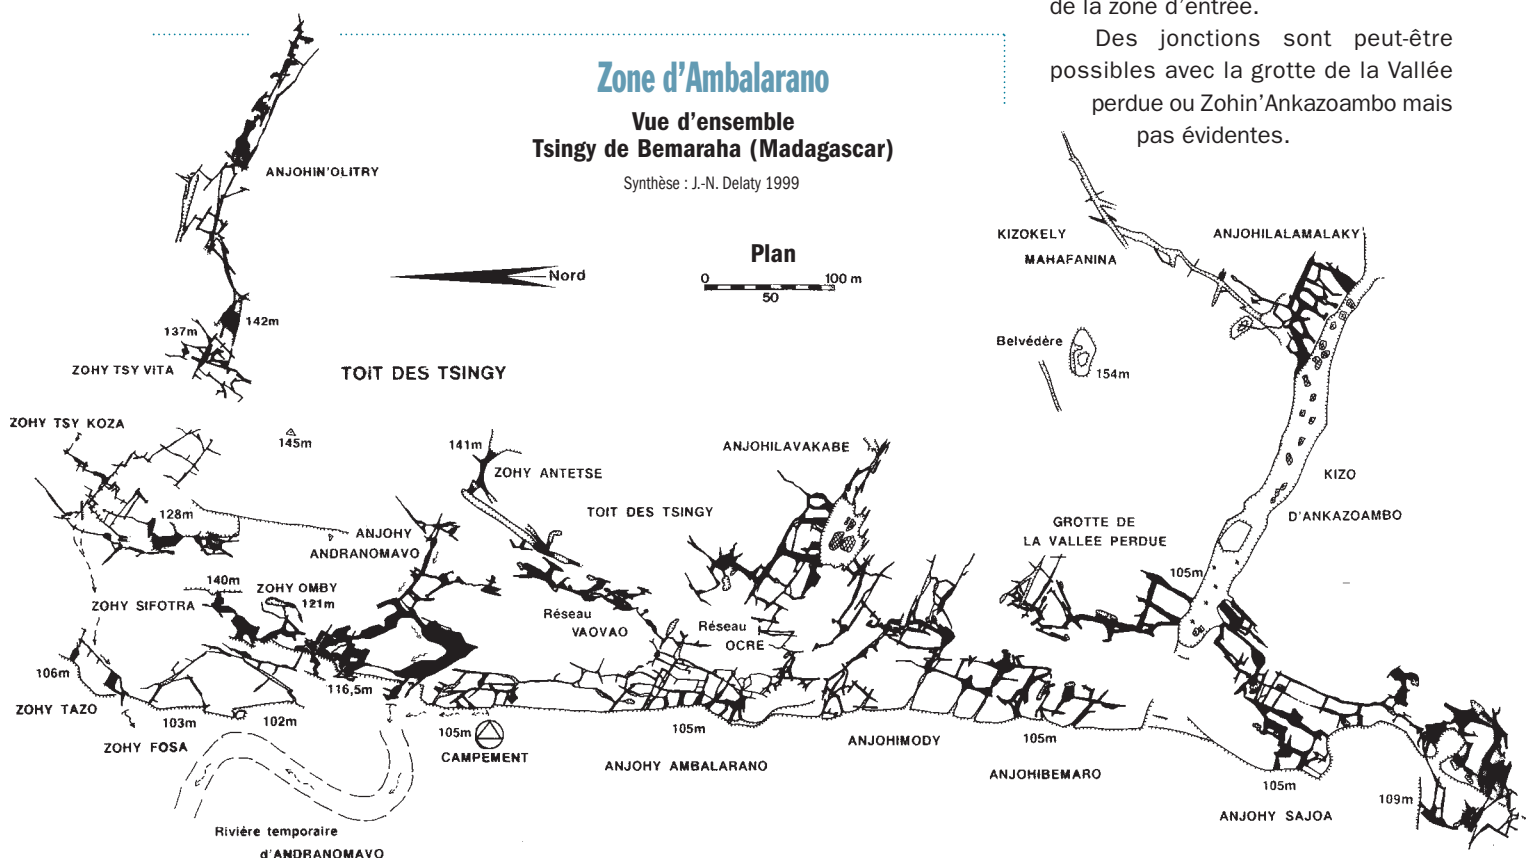 de la zone d'entrée.
Des jonctions sont peut-être
possibles avec la grotte de la Vallée
perdue ou Zohin'Ankazoambo mais
pas évidentes.
Zone d'Ambalarano
Vue d'ensemble
Tsingy de Bemaraha (Madagascar)
Synthèse : J.-N. Delaty 1999
Plan
Nord
0 100 m
50
ANJOHIN'OLITRY
142m
137m
ZOHY TSY VITA
TOIT DES TSINGY
KIZOKELY
MAHAFANINA
ANJOHILALAMALAKY
Belvédère
154m
ZOHY TSY KOZA
145m
141m
ZOHY ANTETSE
ANJOHILAVAKABE
KIZO
D'ANKAZOAMBO
128m
ANJOHY
ANDRANOMAVO
TOIT DES TSINGY
GROTTE DE
LA VALLEE PERDUE
105m
140m
ZOHY OMBY
121m
ZOHY SIFOTRA
Réseau
VAOVAO
Réseau
OCRE
106m
116,5m
ZOHY TAZO
103m
102m
ZOHY FOSA
105m
CAMPEMENT
105m
ANJOHY AMBALARANO
ANJOHIMODY
105m
ANJOHIBEMARO
105m
ANJOHY SAJOA
109m
Rivière temporaire
d'ANDRANOMAVO